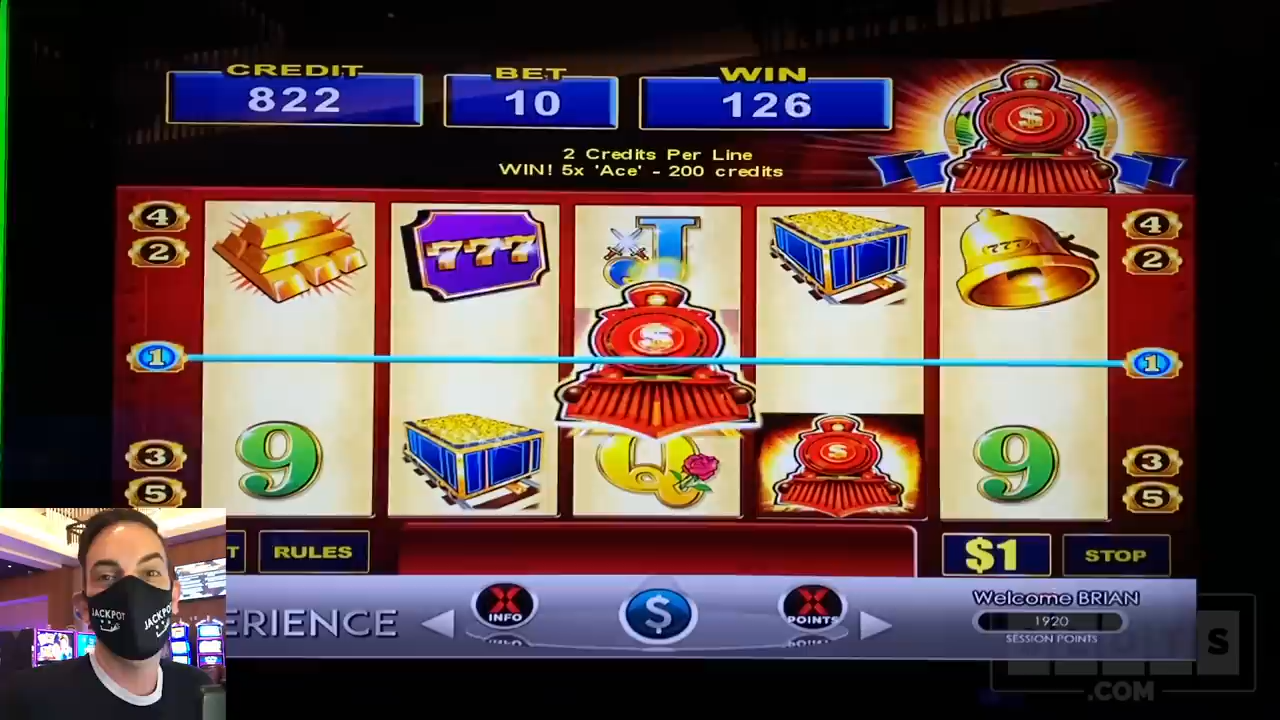 CREDIT
822
BET
10
WIN
126
2 Credits Per Line
WIN! 5x 'Ace' - 200 credits
$
4
2
4
2
777
J
777
1
$
1
9
Q
$
9
3
5
3
5
T
RULES
$1
STOP
ERIENCE
X
INFO
$
X
POINTS
Welcome BRIAN
1920
SESSION POINTS
JACKPOT
JACKPOT
S
.COM